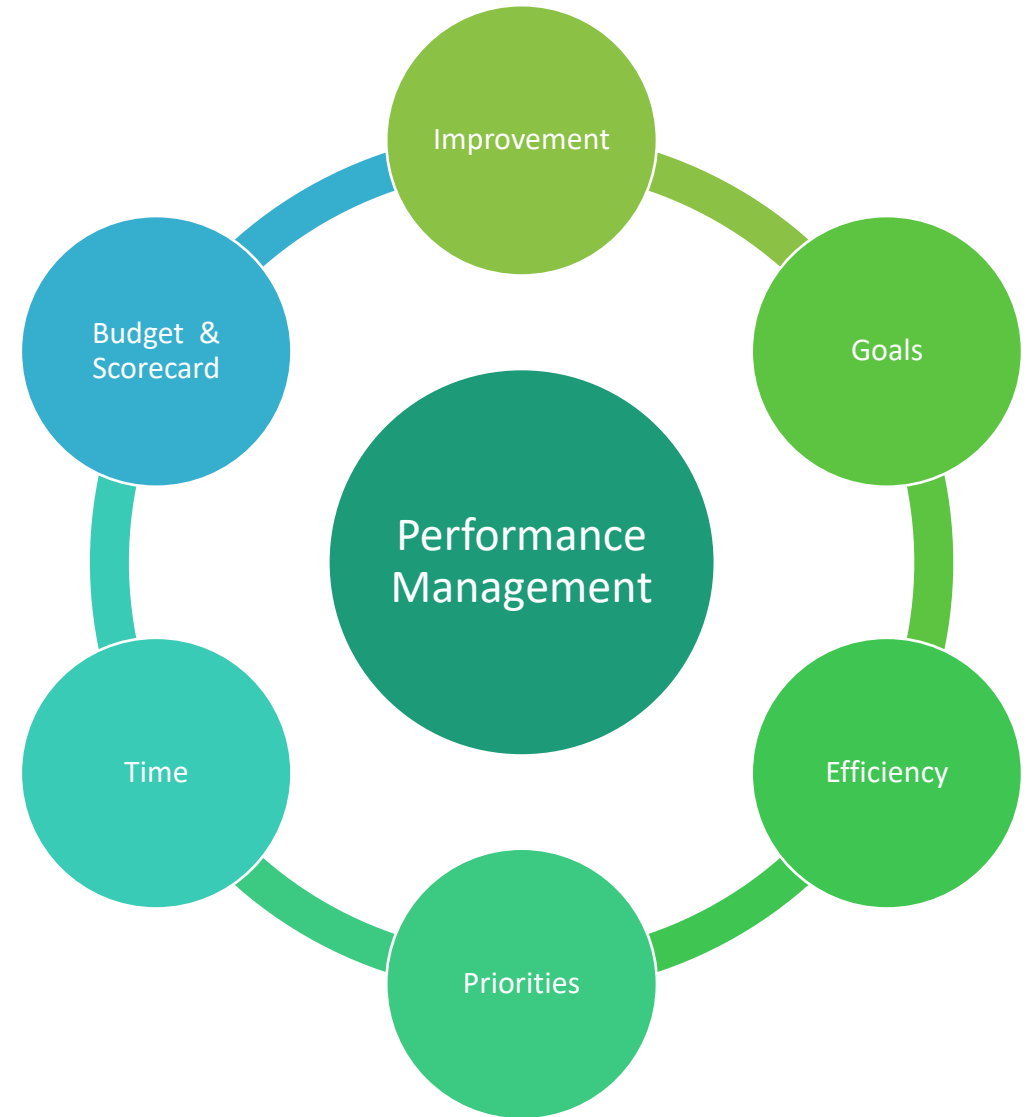 Improvement
Goals
Efficiency
Priorities
Time
Budget  &
Scorecard
Performance
Management